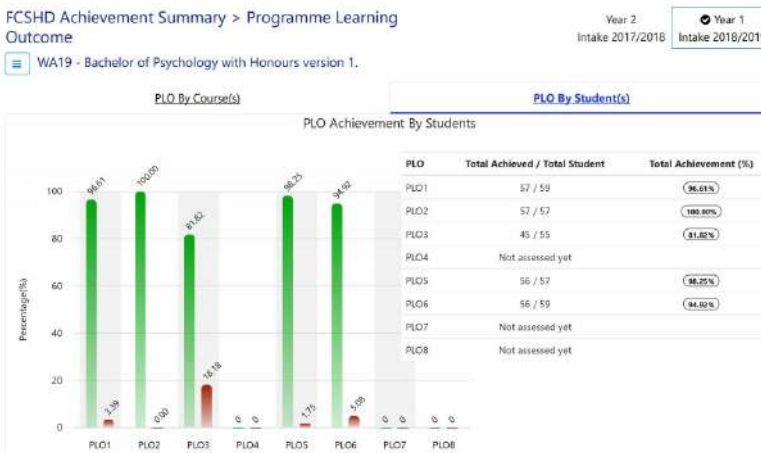 FCSHD Achievement Summary > Programme Learning
Outcome
Year 2
Intake 2017/2018
Year 1
Intake 2018/2019
WA19 - Bachelor of Psychology with Honours version 1.
PLO By Course(s)
PLO By Student(s)
PLO Achievement By Students
PLO Total Achieved / Total Student Total Achievement (%)
PLO1 57 / 59 96.61%
PLO2 57 / 57 100.00%
PLO3 45 / 55 81.82%
PLO4 Not assessed yet
PLO5 56 / 57 98.25%
PLO6 56 / 59 94.92%
PLO7 Not assessed yet
PLO8 Not assessed yet
Percentage(%)
100
80
60
40
20
0
96.61 3.39 100.00 0.00 81.82 18.18 0 0 98.25 1.75 94.92 5.08 0 0 0 0
PLO1 PLO2 PLO3 PLO4 PLO5 PLO6 PLO7 PLO8